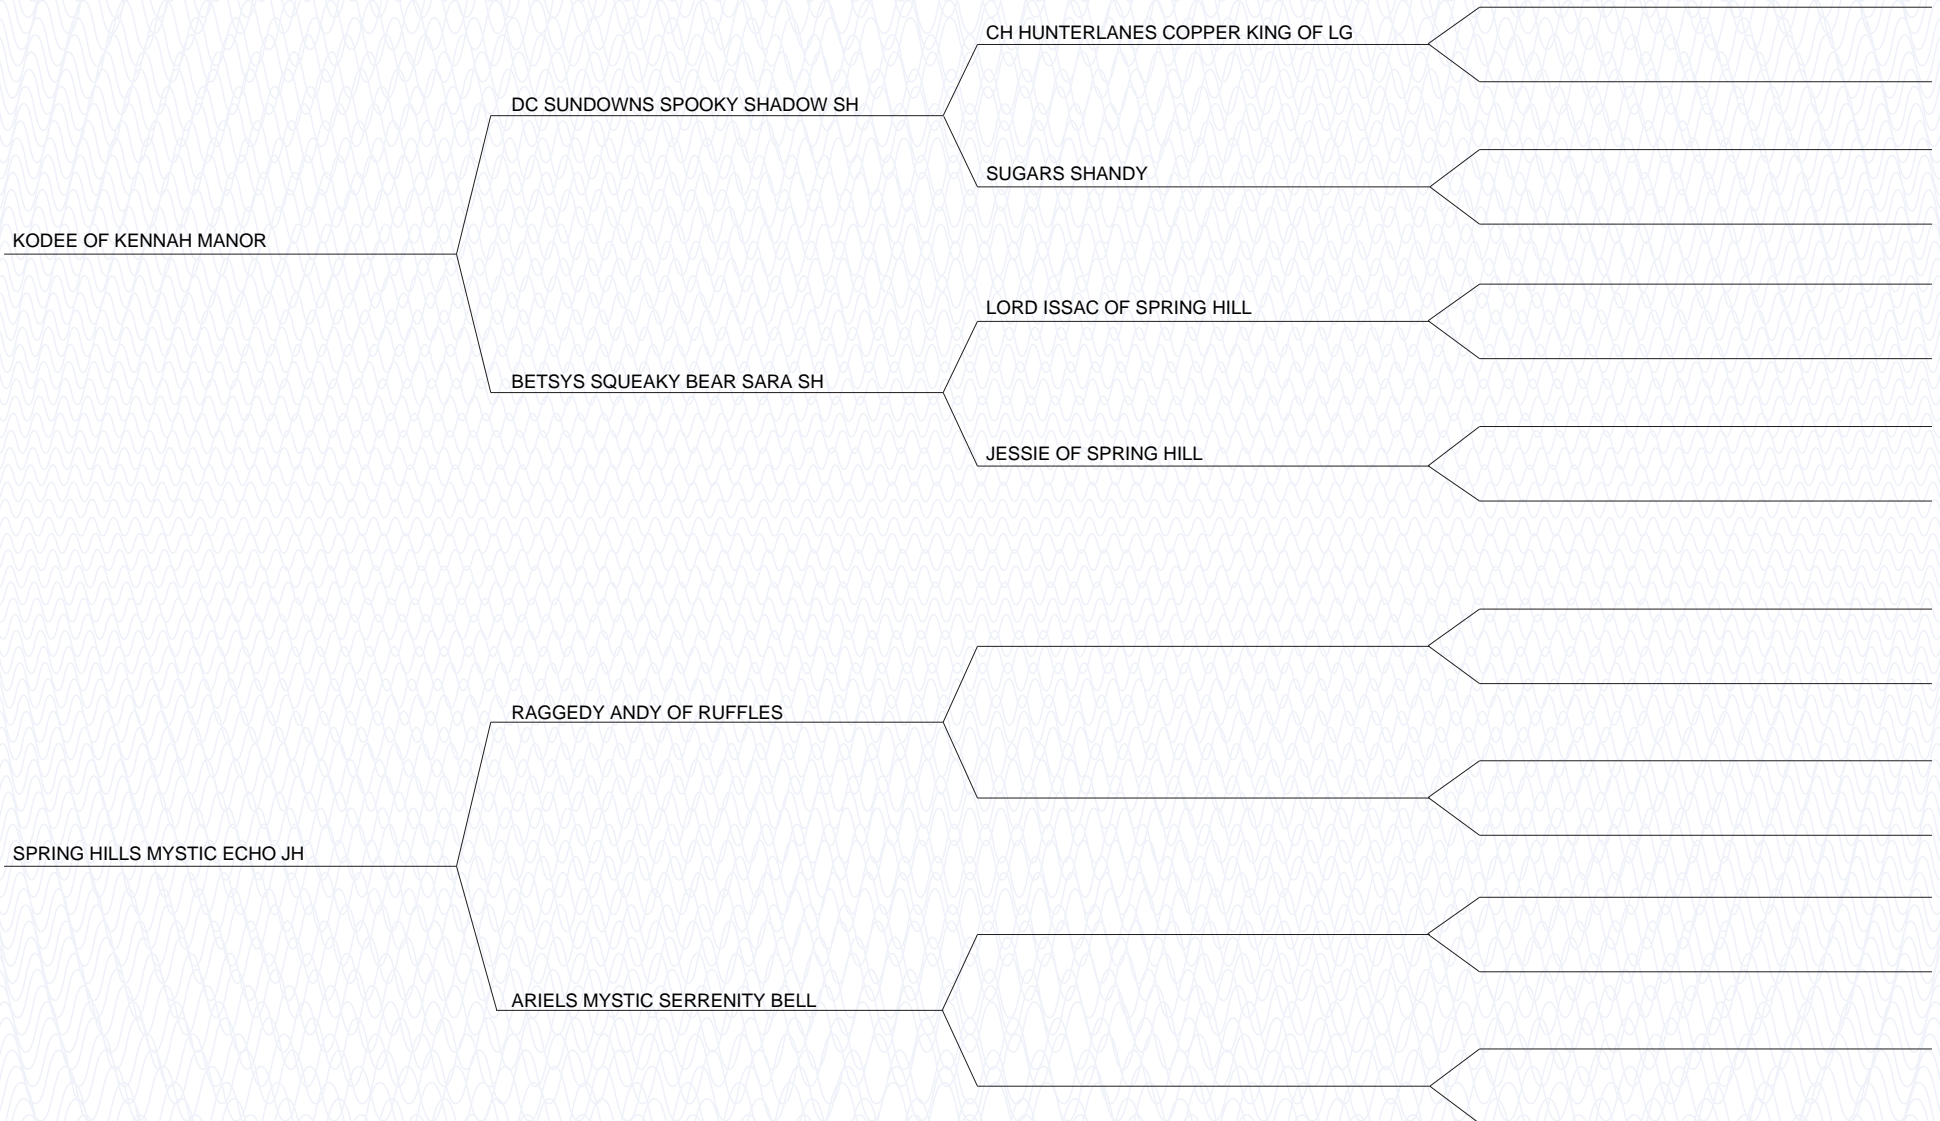 CH HUNTERLANES COPPER KING OF LG
DC SUNDOWNS SPOOKY SHADOW SH
SUGARS SHANDY
KODEE OF KENNAH MANOR
LORD ISSAC OF SPRING HILL
BETSYS SQUEAKY BEAR SARA SH
JESSIE OF SPRING HILL
RAGGEDY ANDY OF RUFFLES
SPRING HILLS MYSTIC ECHO JH
ARIELS MYSTIC SERRENITY BELL